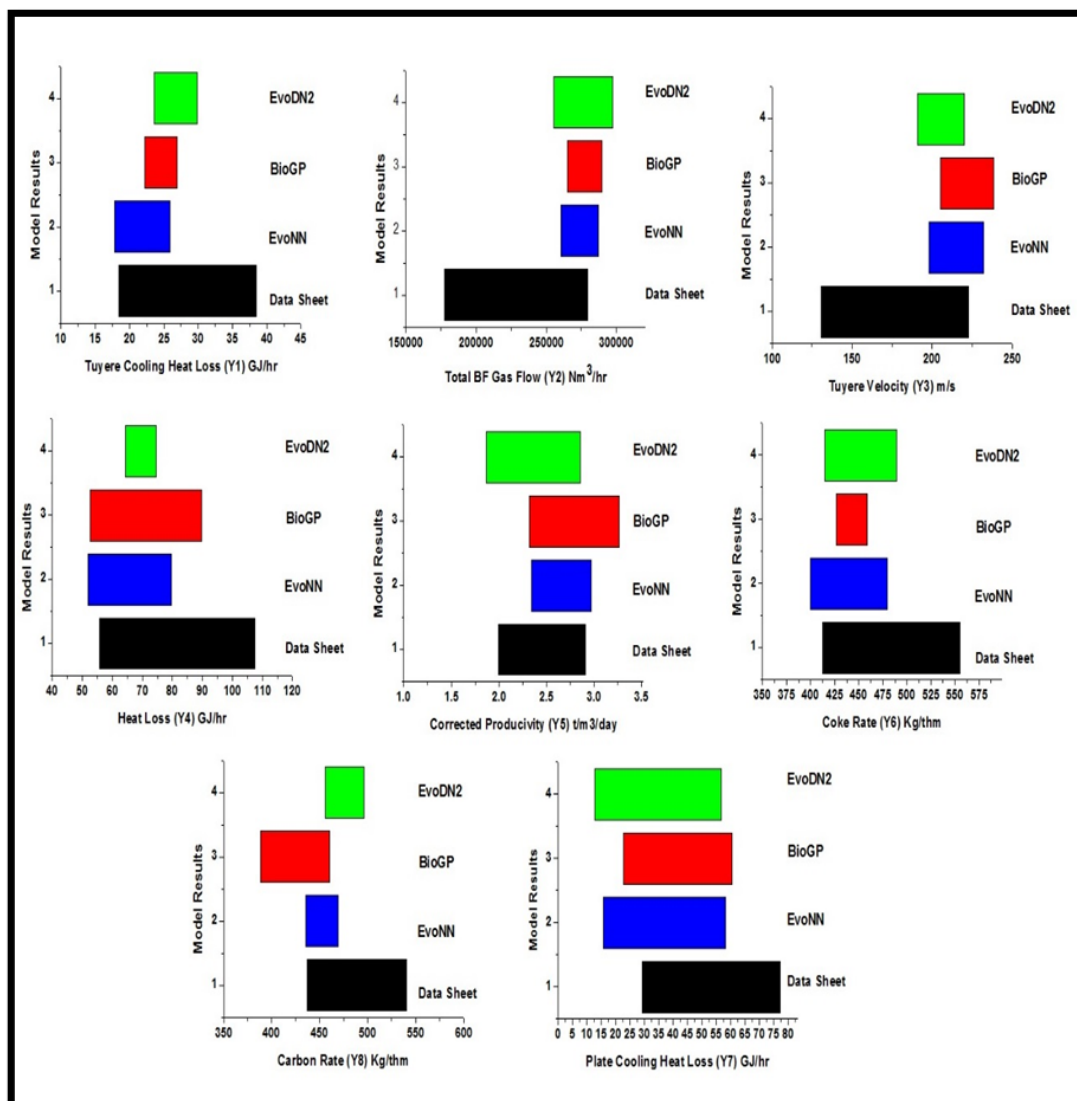 Model Results
4
3
2
1
EvoDN2
BioGP
EvoNN
Data Sheet
10 15 20 25 30 35 40 45
Tuyere Cooling Heat Loss (Y1) GJ/hr
Model Results
4
3
2
1
EvoDN2
BioGP
EvoNN
Data Sheet
150000 200000 250000 300000
Total BF Gas Flow (Y2) Nm3/hr
Model Results
4
3
2
1
EvoDN2
BioGP
EvoNN
Data Sheet
100 150 200 250
Tuyere Velocity (Y3) m/s
Model Results
4
3
2
1
EvoDN2
BioGP
EvoNN
Data Sheet
40 50 60 70 80 90 100 110 120
Heat Loss (Y4) GJ/hr
Model Results
4
3
2
1
EvoDN2
BioGP
EvoNN
Data Sheet
1.0 1.5 2.0 2.5 3.0 3.5
Corrected Producivity (Y5) t/m3/day
Model Results
4
3
2
1
EvoDN2
BioGP
EvoNN
Data Sheet
350 375 400 425 450 475 500 525 550 575
Coke Rate (Y6) Kg/thm
Model Results
4
3
2
1
EvoDN2
BioGP
EvoNN
Data Sheet
350 400 450 500 550 600
Carbon Rate (Y8) Kg/thm
Model Results
4
3
2
1
EvoDN2
BioGP
EvoNN
Data Sheet
0 5 10 15 20 25 30 35 40 45 50 55 60 65 70 75 80
Plate Cooling Heat Loss (Y7) GJ/hr